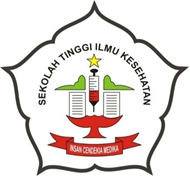 SEKOLAH TINGGI ILMU KESEHATAN
INSAN CENDEKIA MEDIKA